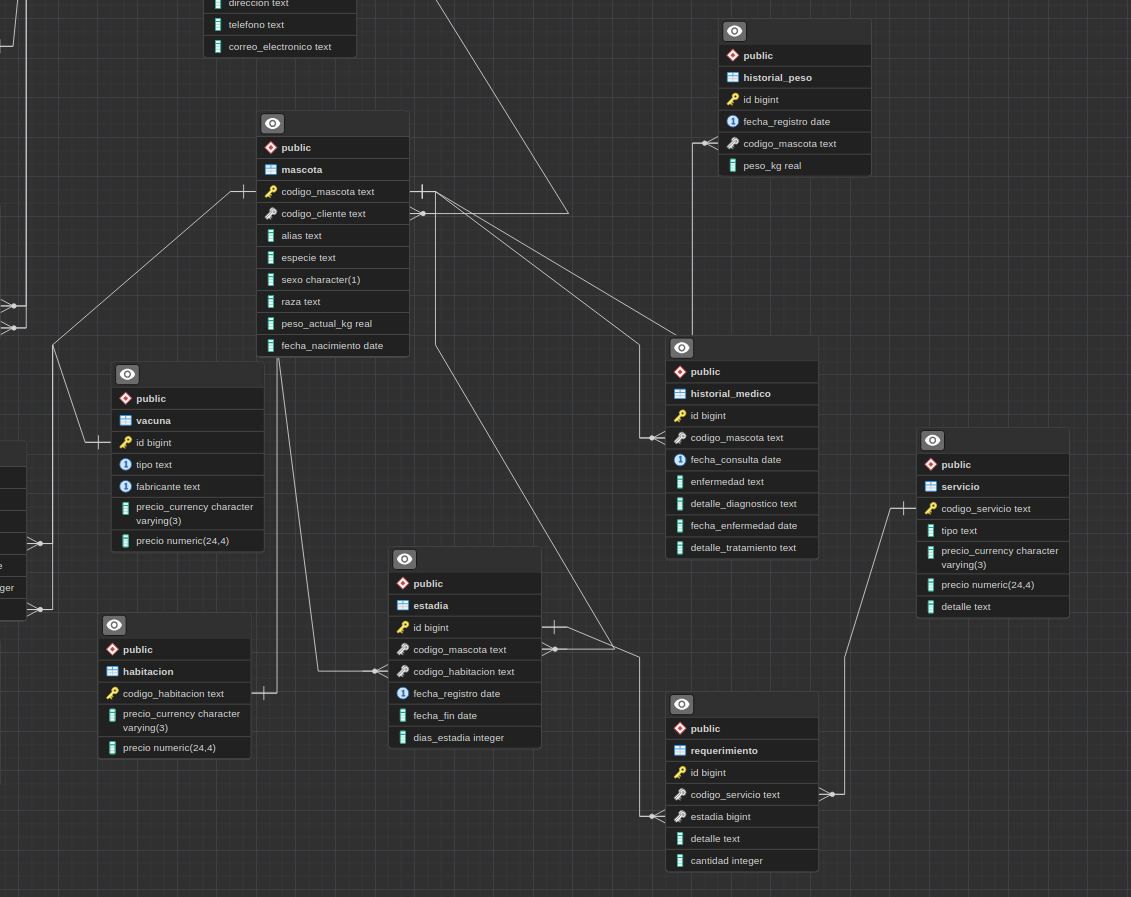 direccion text
telefono text
correo_electronico text
public
historial_peso
id bigint
fecha_registro date
codigo_mascota text
peso_kg real
public
mascota
codigo_mascota text
codigo_cliente text
alias text
especie text
sexo character(1)
raza text
peso_actual_kg real
fecha_nacimiento date
public
vacuna
id bigint
tipo text
fabricante text
precio_currency character
varying(3)
precio numeric(24,4)
public
historial_medico
id bigint
codigo_mascota text
fecha_consulta date
enfermedad text
detalle_diagnostico text
fecha_enfermedad date
detalle_tratamiento text
public
servicio
codigo_servicio text
tipo text
precio_currency character
varying(3)
precio numeric(24,4)
detalle text
e
ger
public
estadia
id bigint
codigo_mascota text
codigo_habitacion text
fecha_registro date
fecha_fin date
dias_estadia integer
public
habitacion
codigo_habitacion text
precio_currency character
varying(3)
precio numeric(24,4)
public
requerimiento
id bigint
codigo_servicio text
estadia bigint
detalle text
cantidad integer